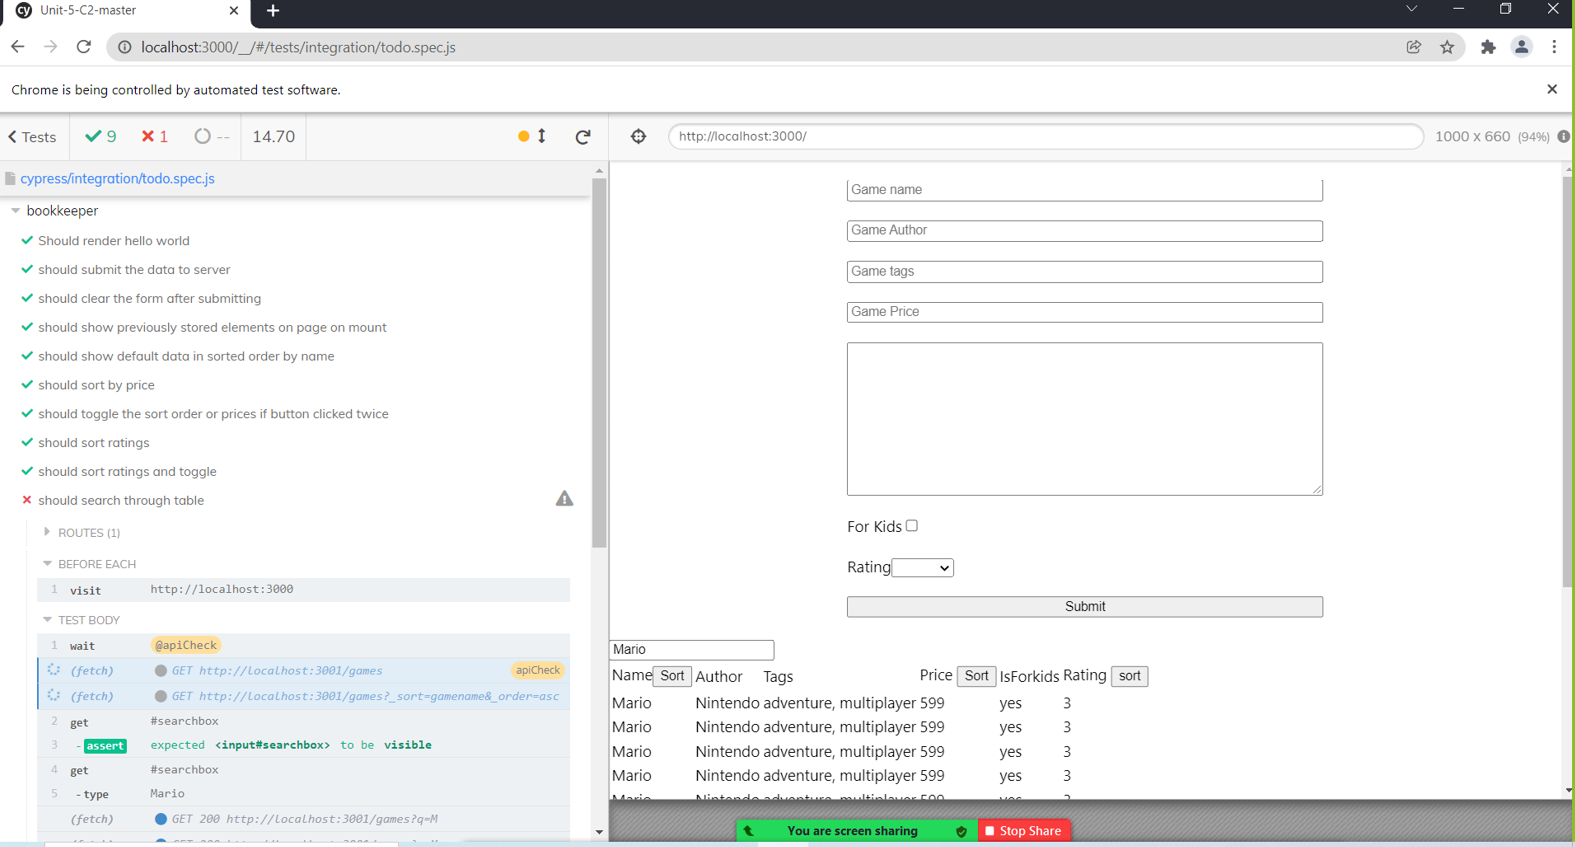 Unit-5-C2-master
localhost:3000/__/#/tests/integration/todo.spec.js
Chrome is being controlled by automated test software.
Tests 9 1 -- 14.70 http://localhost:3000/ 1000 x 660 (94%)
cypress/integration/todo.spec.js
bookkeeper
Should render hello world
should submit the data to server
should clear the form after submitting
should show previously stored elements on page on mount
should show default data in sorted order by name
should sort by price
should toggle the sort order or prices if button clicked twice
should sort ratings
should sort ratings and toggle
should search through table
ROUTES (1)
BEFORE EACH
1 visit http://localhost:3000
TEST BODY
1 wait @apiCheck
(fetch) GET http://localhost:3001/games apiCheck
(fetch) GET http://localhost:3001/games?_sort=gamename&_order=asc
2 get #searchbox
3 -assert expected <input#searchbox> to be visible
4 get #searchbox
5 -type Mario
(fetch) GET 200 http://localhost:3001/games?q=M
Game name
Game Author
Game tags
Game Price
For Kids
Rating
Submit
Mario
Name Sort Author Tags Price Sort IsForkids Rating sort
Mario Nintendo adventure, multiplayer 599 yes 3
Mario Nintendo adventure, multiplayer 599 yes 3
Mario Nintendo adventure, multiplayer 599 yes 3
Mario Nintendo adventure, multiplayer 599 yes 3
Mario Nintendo adventure, multiplayer 599 yes 3
You are screen sharing Stop Share